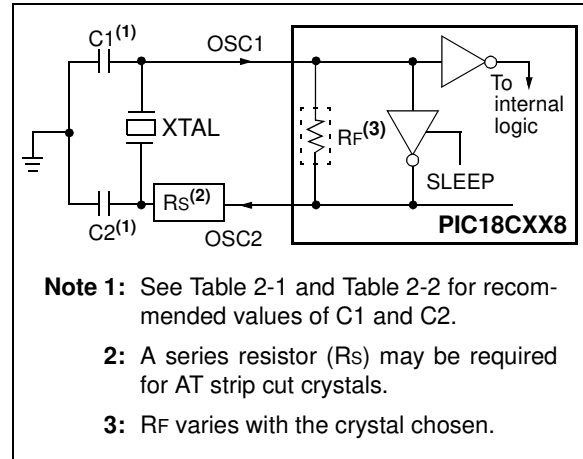 C1(1)
OSC1
To
internal
logic
XTAL
RF(3)
SLEEP
C2(1)
RS(2)
OSC2
PIC18CXX8
Note 1: See Table 2-1 and Table 2-2 for recom-
mended values of C1 and C2.
2: A series resistor (RS) may be required
for AT strip cut crystals.
3: RF varies with the crystal chosen.